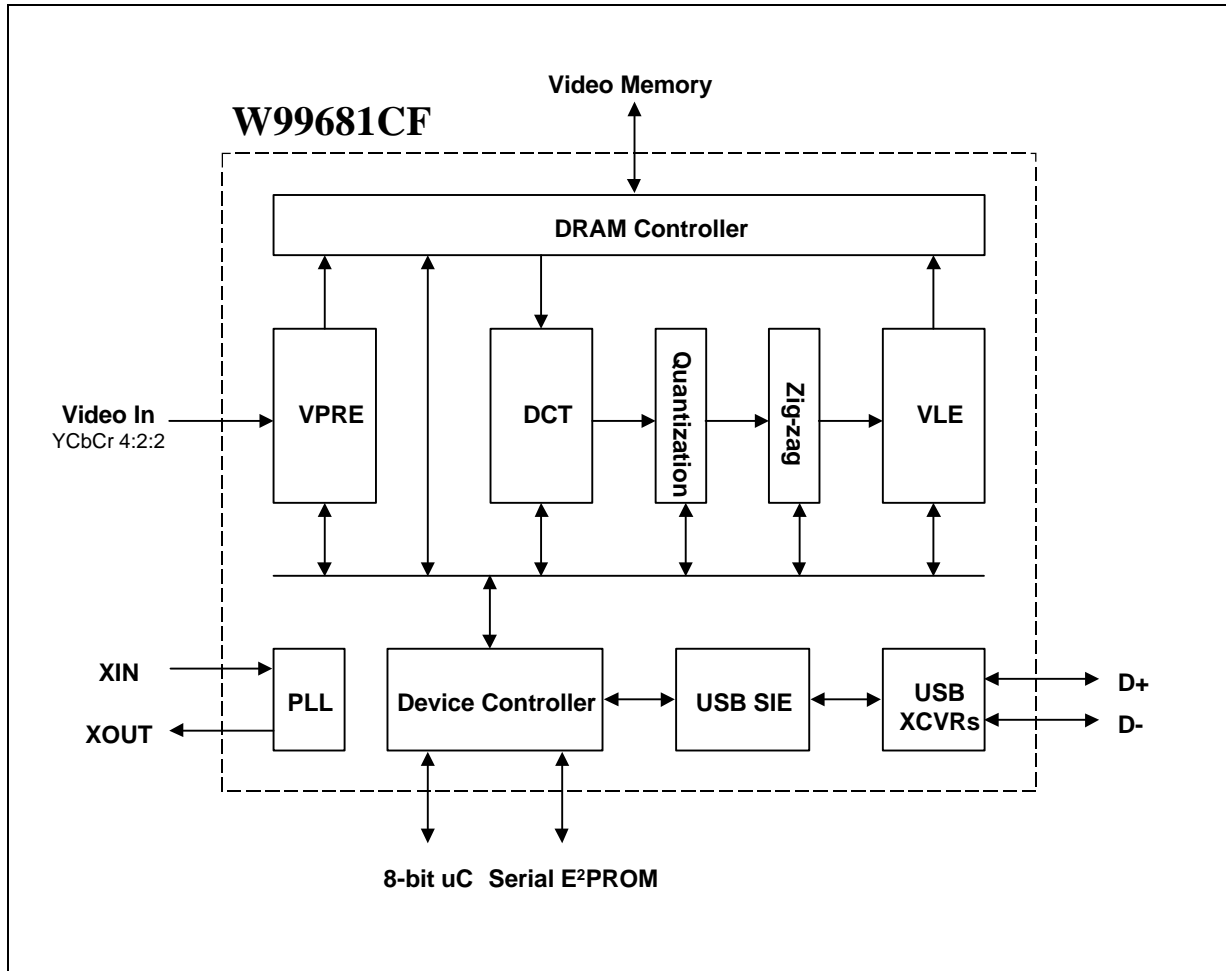 Video Memory
W99681CF
DRAM Controller
Video In
YCbCr 4:2:2
VPRE
DCT
Quantization
Zig-zag
VLE
XIN
XOUT
PLL
Device Controller
USB SIE
USB
XCVRs
D+
D-
8-bit uC
Serial E²PROM